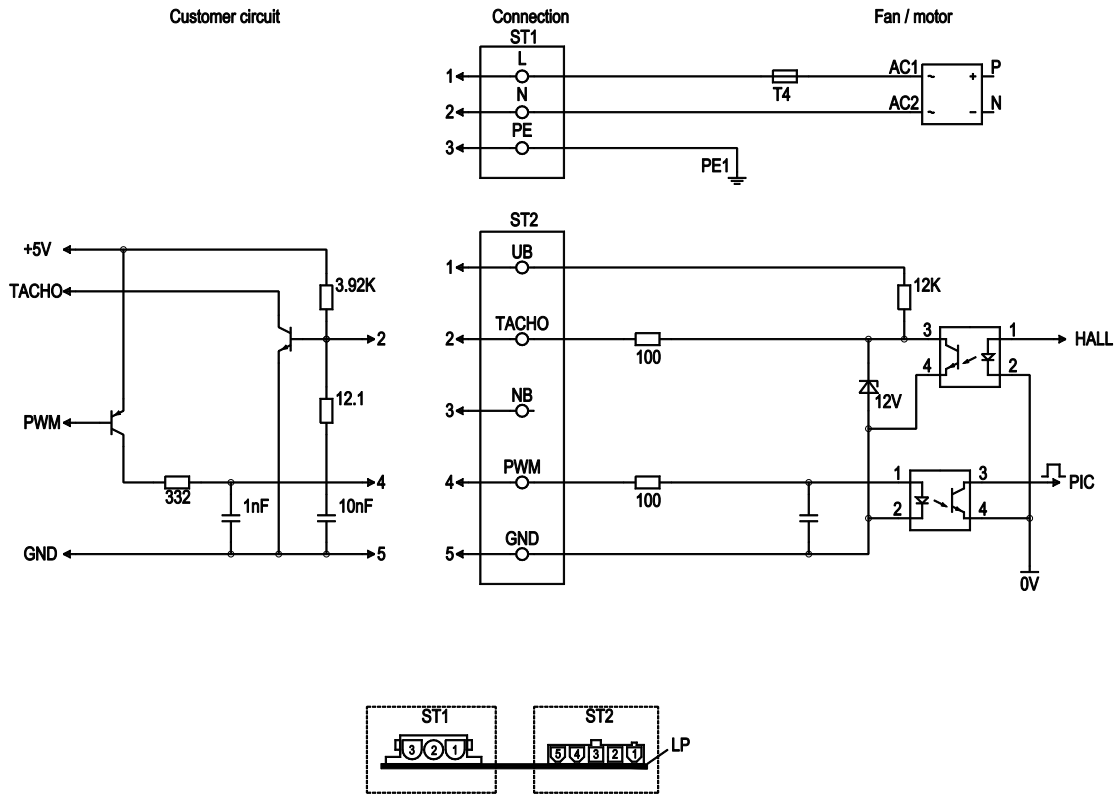 Customer circuit
Connection
Fan / motor
ST1
L
1
AC1
~
+
P
T4
N
2
AC2
~
-
N
PE
3
PE1
ST2
+5V
UB
1
TACHO
3.92K
12K
TACHO
2
2
100
3
1
HALL
4
2
12V
12.1
NB
3
PWM
PWM
332
4
4
100
1
3
PIC
1nF
10nF
2
4
GND
5
5
GND
0V
ST1
ST2
LP
3 2 1
5 4 3 2 1